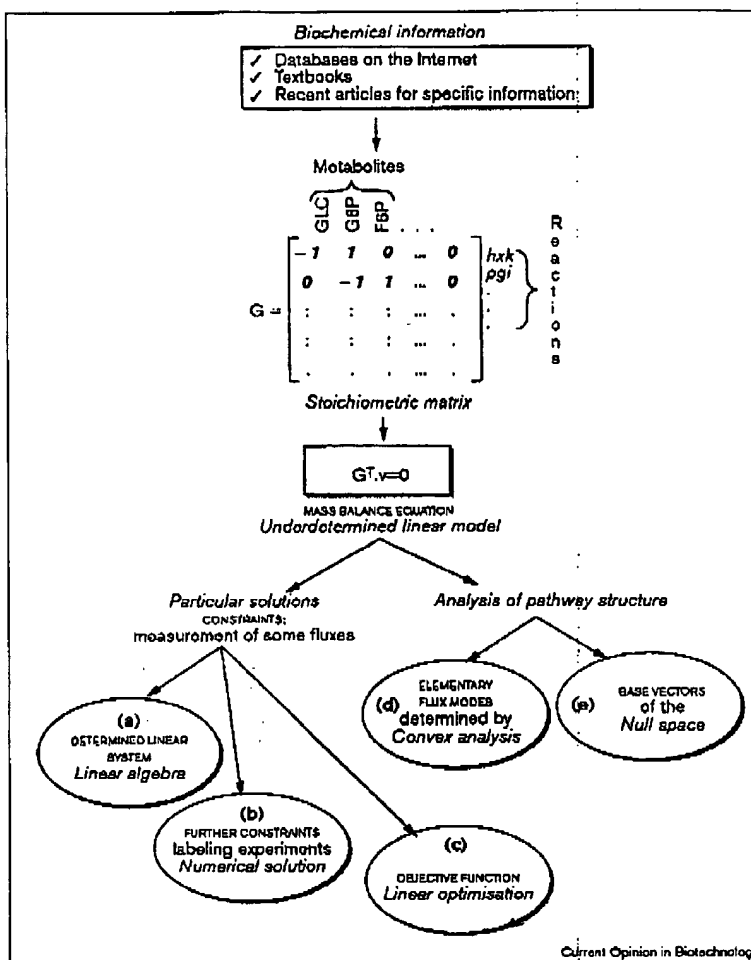 Biochemical information
✓ Databases on the Internet
✓ Textbooks
✓ Recent articles for specific information
Metabolites
GLC G6P F6P . . .
−1 1 0 ... 0 hxk
0 −1 1 ... 0 pgi
G =
: : : ... .
: : : ... .
. . . ... .
Reactions
Stoichiometric matrix
Gᵀ.v=0
MASS BALANCE EQUATION
Underdetermined linear model
Particular solutions
CONSTRAINTS:
measurement of some fluxes
Analysis of pathway structure
(a)
DETERMINED LINEAR
SYSTEM
Linear algebra
(b)
FURTHER CONSTRAINTS
labeling experiments
Numerical solution
(c)
OBJECTIVE FUNCTION
Linear optimisation
(d)
ELEMENTARY
FLUX MODES
determined by
Convex analysis
(e)
BASE VECTORS
of the
Null space
Current Opinion in Biotechnolog